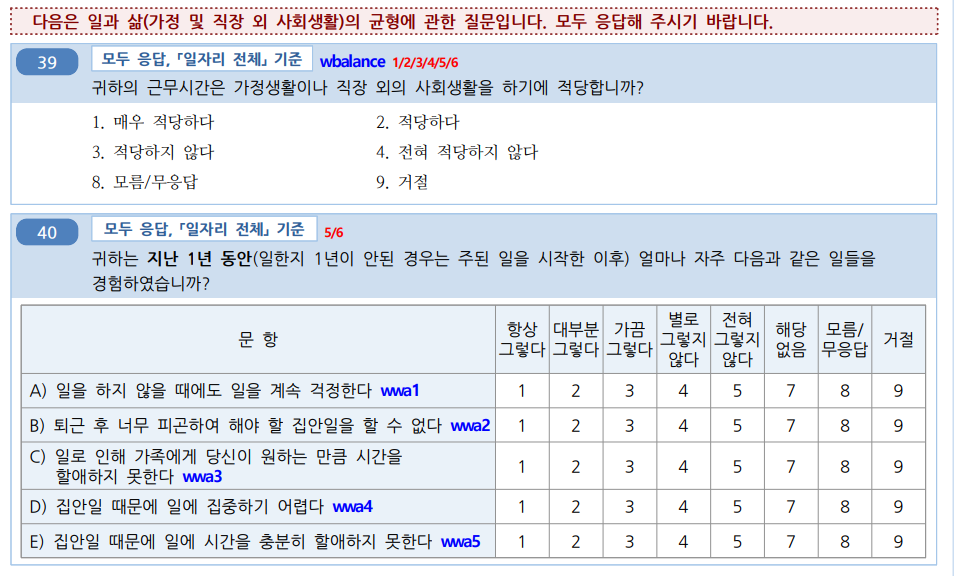 다음은 일과 삶(가정 및 직장 외 사회생활)의 균형에 관한 질문입니다. 모두 응답해 주시기 바랍니다.
39 모두 응답, 「일자리 전체」 기준 wbalance 1/2/3/4/5/6
귀하의 근무시간은 가정생활이나 직장 외의 사회생활을 하기에 적당합니까?
1. 매우 적당하다 2. 적당하다
3. 적당하지 않다 4. 전혀 적당하지 않다
8. 모름/무응답 9. 거절
40 모두 응답, 「일자리 전체」 기준 5/6
귀하는 지난 1년 동안(일한지 1년이 안된 경우는 주된 일을 시작한 이후) 얼마나 자주 다음과 같은 일들을
경험하였습니까?
문 항
항상
그렇다
대부분
그렇다
가끔
그렇다
별로
그렇지
않다
전혀
그렇지
않다
해당
없음
모름/
무응답
거절
A) 일을 하지 않을 때에도 일을 계속 걱정한다 wwa1 1 2 3 4 5 7 8 9
B) 퇴근 후 너무 피곤하여 해야 할 집안일을 할 수 없다 wwa2 1 2 3 4 5 7 8 9
C) 일로 인해 가족에게 당신이 원하는 만큼 시간을
할애하지 못한다 wwa3 1 2 3 4 5 7 8 9
D) 집안일 때문에 일에 집중하기 어렵다 wwa4 1 2 3 4 5 7 8 9
E) 집안일 때문에 일에 시간을 충분히 할애하지 못한다 wwa5 1 2 3 4 5 7 8 9